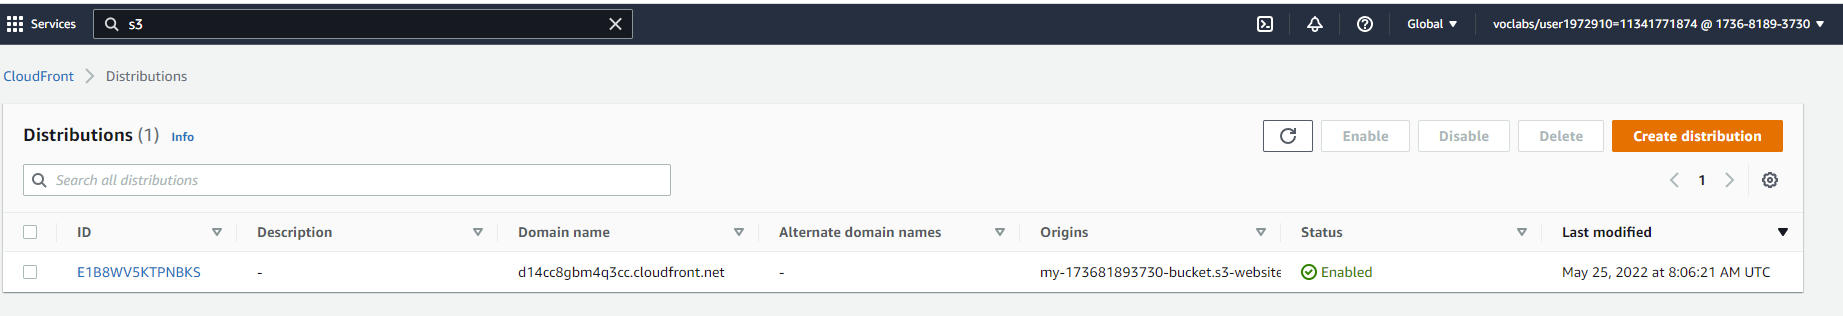 Services s3 Global voclabs/user1972910=11341771874 @ 1736-8189-3730
CloudFront Distributions
Distributions (1) Info Enable Disable Delete Create distribution
Search all distributions 1
ID Description Domain name Alternate domain names Origins Status Last modified
E1B8WV5KTPNBKS - d14cc8gbm4q3cc.cloudfront.net - my-173681893730-bucket.s3-website Enabled May 25, 2022 at 8:06:21 AM UTC